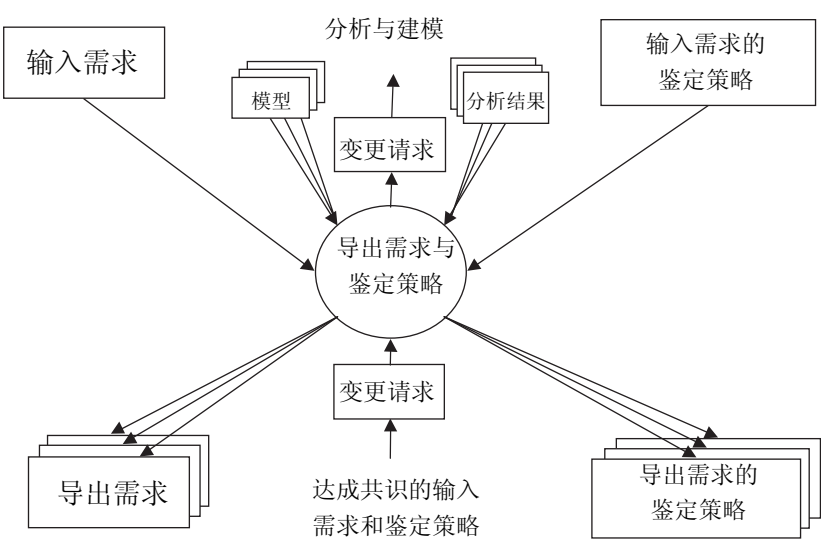 分析与建模
输入需求
输入需求的
鉴定策略
模型
分析结果
变更请求
导出需求与
鉴定策略
变更请求
导出需求
达成共识的输入
需求和鉴定策略
导出需求的
鉴定策略